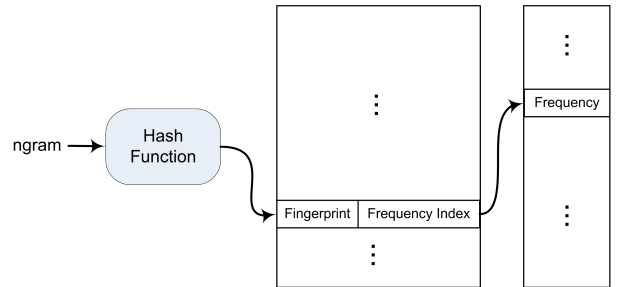 ngram
Hash
Function
Fingerprint
Frequency Index
Frequency